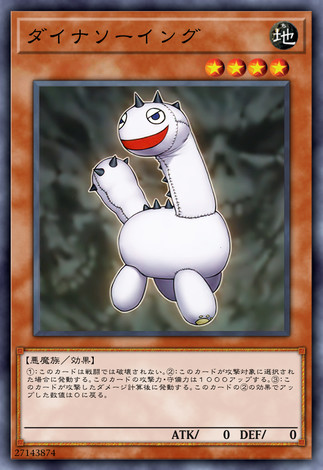 ダイナソーイング
地
【悪魔族/効果】
①:このカードは戦闘では破壊されない。②:このカードが攻撃対象に選択され
た場合に発動する。このカードの攻撃力・守備力は1000アップする。③:こ
のカードが攻撃したダメージ計算後に発動する。このカードの②の効果でアッ
プした数値は0に戻る。
ATK/ 0 DEF/ 0
27143874